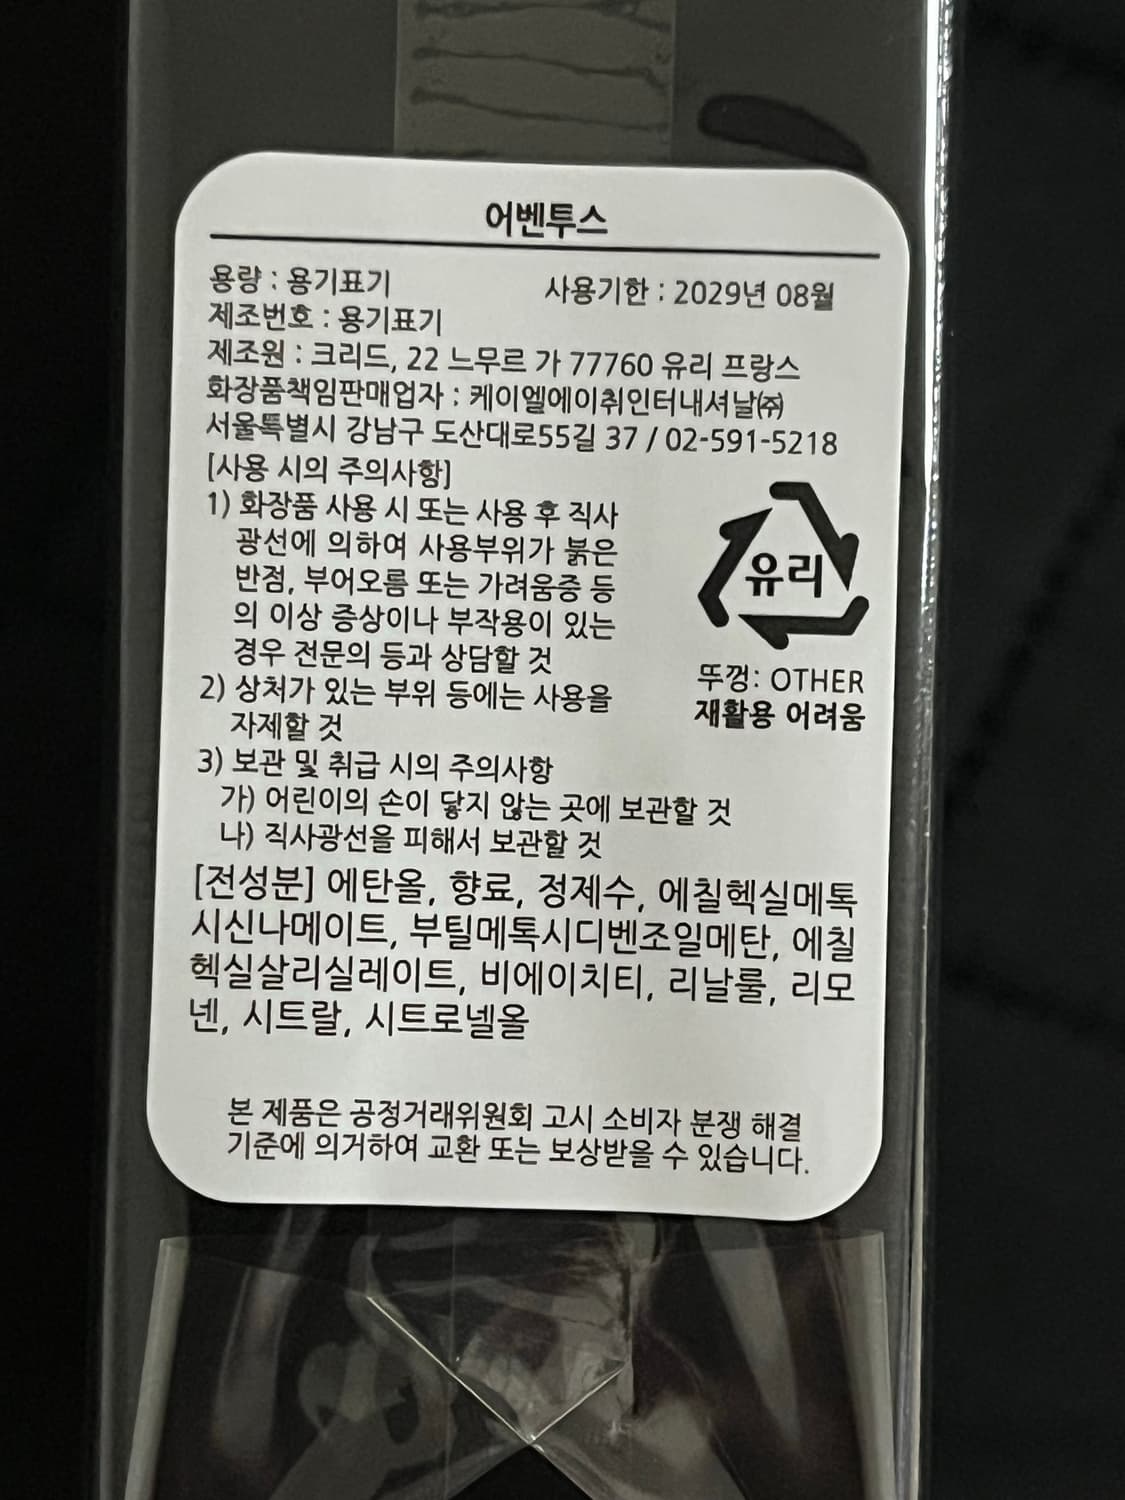 어벤투스
용량 : 용기표기 사용기한 : 2029년 08월
제조번호 : 용기표기
제조원 : 크리드, 22 느무르 가 77760 유리 프랑스
화장품책임판매업자 : 케이엘에이취인터내셔날㈜
서울특별시 강남구 도산대로55길 37 / 02-591-5218
[사용 시의 주의사항]
1) 화장품 사용 시 또는 사용 후 직사
광선에 의하여 사용부위가 붉은
반점, 부어오름 또는 가려움증 등
의 이상 증상이나 부작용이 있는
경우 전문의 등과 상담할 것
2) 상처가 있는 부위 등에는 사용을
자제할 것
3) 보관 및 취급 시의 주의사항
가) 어린이의 손이 닿지 않는 곳에 보관할 것
나) 직사광선을 피해서 보관할 것
유리
뚜껑: OTHER
재활용 어려움
[전성분] 에탄올, 향료, 정제수, 에칠헥실메톡
시신나메이트, 부틸메톡시디벤조일메탄, 에칠
헥실살리실레이트, 비에이치티, 리날룰, 리모
넨, 시트랄, 시트로넬올
본 제품은 공정거래위원회 고시 소비자 분쟁 해결
기준에 의거하여 교환 또는 보상받을 수 있습니다.